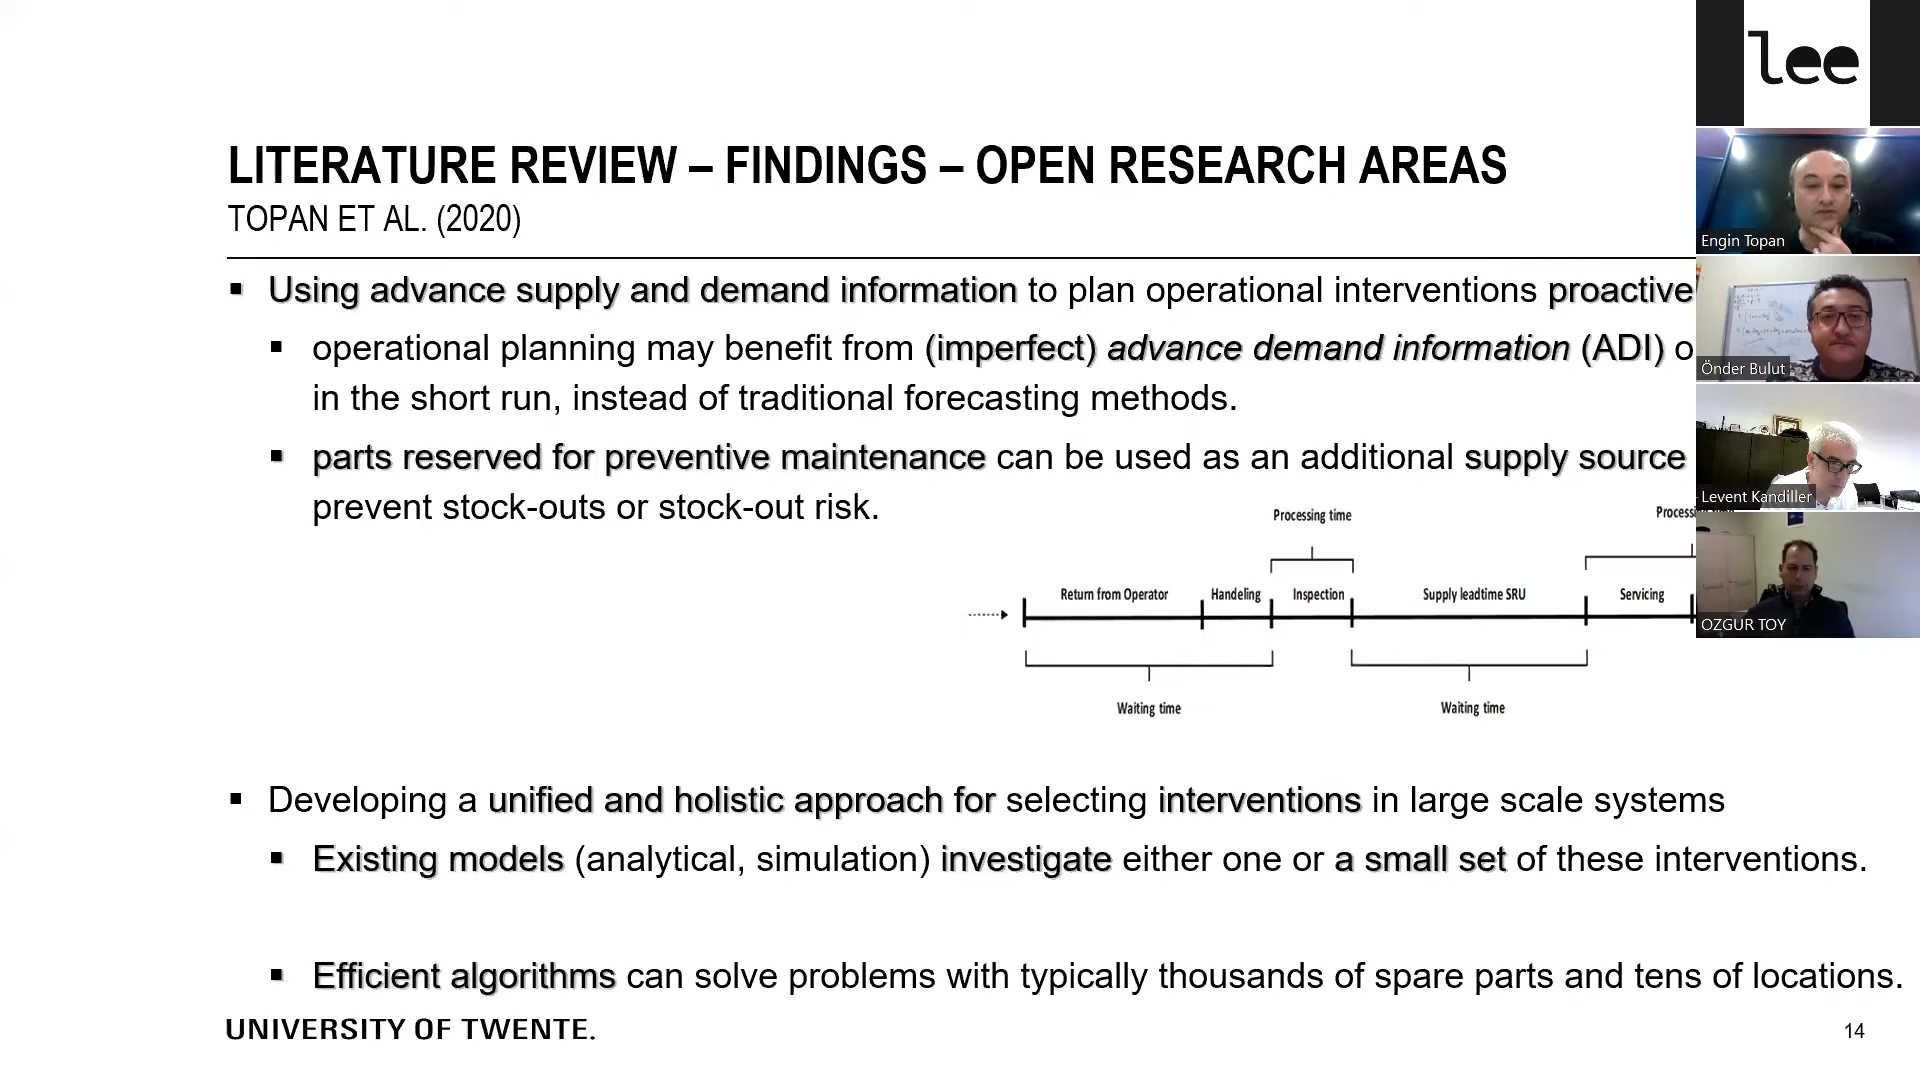 lee
LITERATURE REVIEW – FINDINGS – OPEN RESEARCH AREAS
TOPAN ET AL. (2020)
Engin Topan
▪ Using advance supply and demand information to plan operational interventions proactive
▪ operational planning may benefit from (imperfect) advance demand information (ADI) o
Önder Bulut
in the short run, instead of traditional forecasting methods.
▪ parts reserved for preventive maintenance can be used as an additional supply source
Levent Kandiller
prevent stock-outs or stock-out risk.
Processing time
Return from Operator Handeling Inspection Supply leadtime SRU Servicing
OZGUR TOY
Waiting time Waiting time
▪ Developing a unified and holistic approach for selecting interventions in large scale systems
▪ Existing models (analytical, simulation) investigate either one or a small set of these interventions.
▪ Efficient algorithms can solve problems with typically thousands of spare parts and tens of locations.
UNIVERSITY OF TWENTE.
14